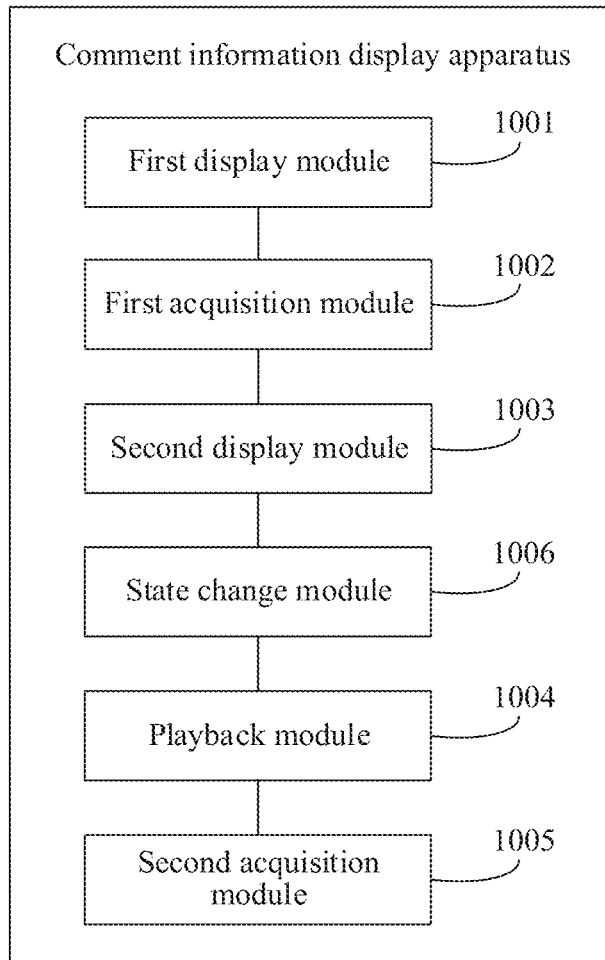 Comment information display apparatus
1001
First display module
1002
First acquisition module
1003
Second display module
1006
State change module
1004
Playback module
1005
Second acquisition
module